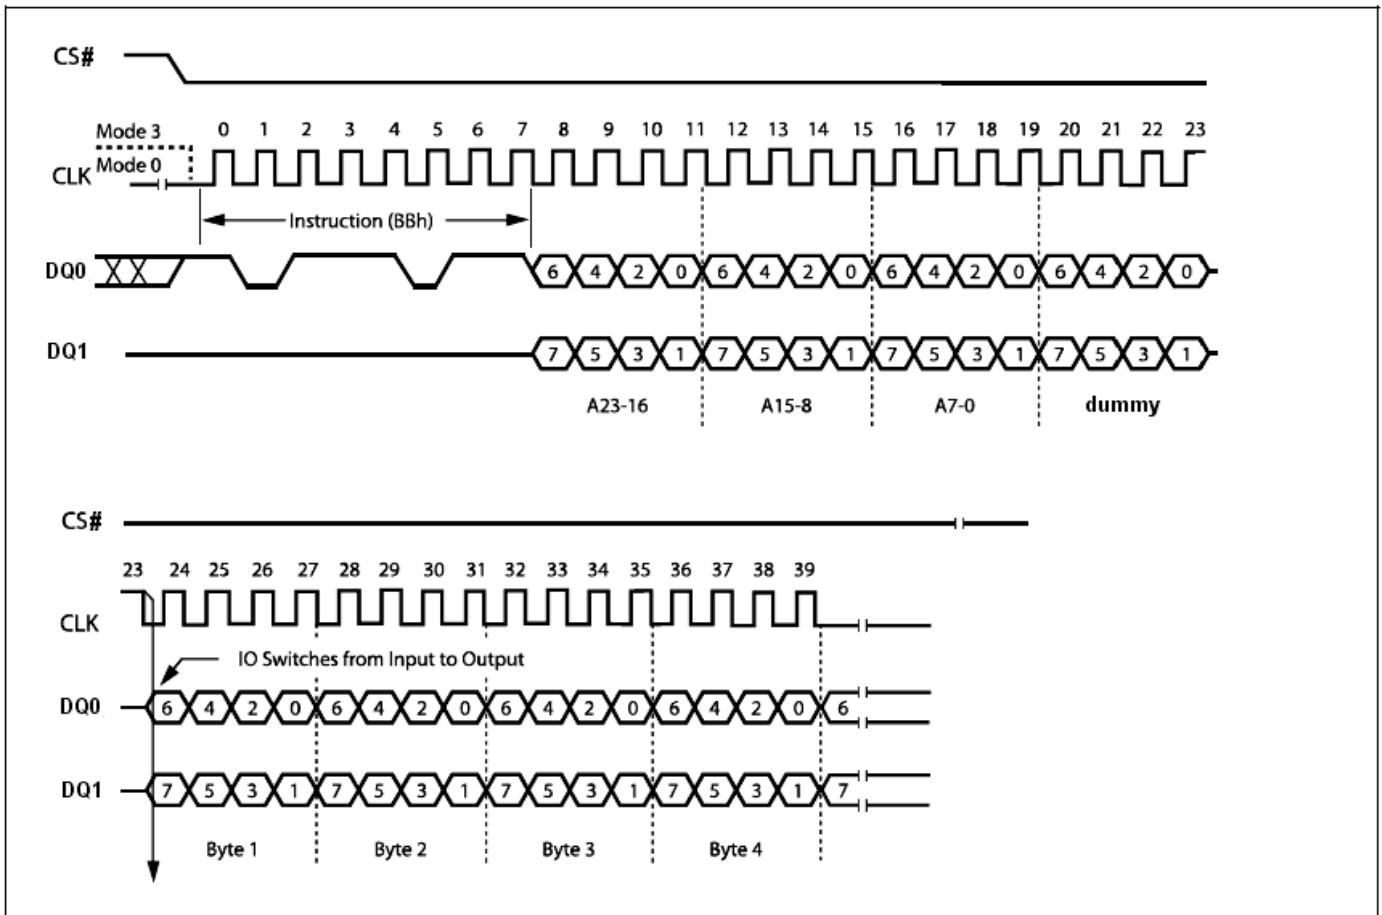 CS#
Mode 3 0 1 2 3 4 5 6 7 8 9 10 11 12 13 14 15 16 17 18 19 20 21 22 23
CLK Mode 0
Instruction (BBh)
DQ0 6 4 2 0 6 4 2 0 6 4 2 0 6 4 2 0
DQ1 7 5 3 1 7 5 3 1 7 5 3 1 7 5 3 1
A23-16 A15-8 A7-0 dummy
CS#
23 24 25 26 27 28 29 30 31 32 33 34 35 36 37 38 39
CLK
IO Switches from Input to Output
DQ0 6 4 2 0 6 4 2 0 6 4 2 0 6 4 2 0 6
DQ1 7 5 3 1 7 5 3 1 7 5 3 1 7 5 3 1 7
Byte 1 Byte 2 Byte 3 Byte 4